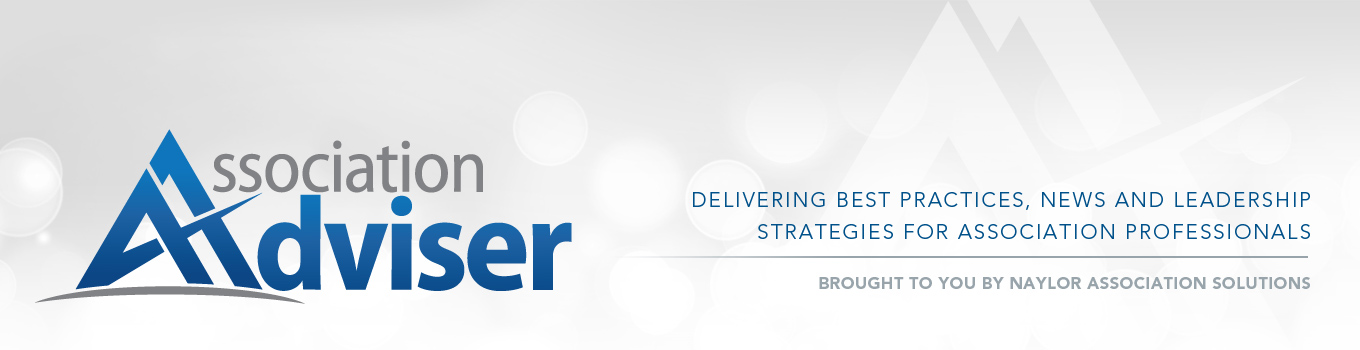 Association
Adviser
DELIVERING BEST PRACTICES, NEWS AND LEADERSHIP
STRATEGIES FOR ASSOCIATION PROFESSIONALS
BROUGHT TO YOU BY NAYLOR ASSOCIATION SOLUTIONS